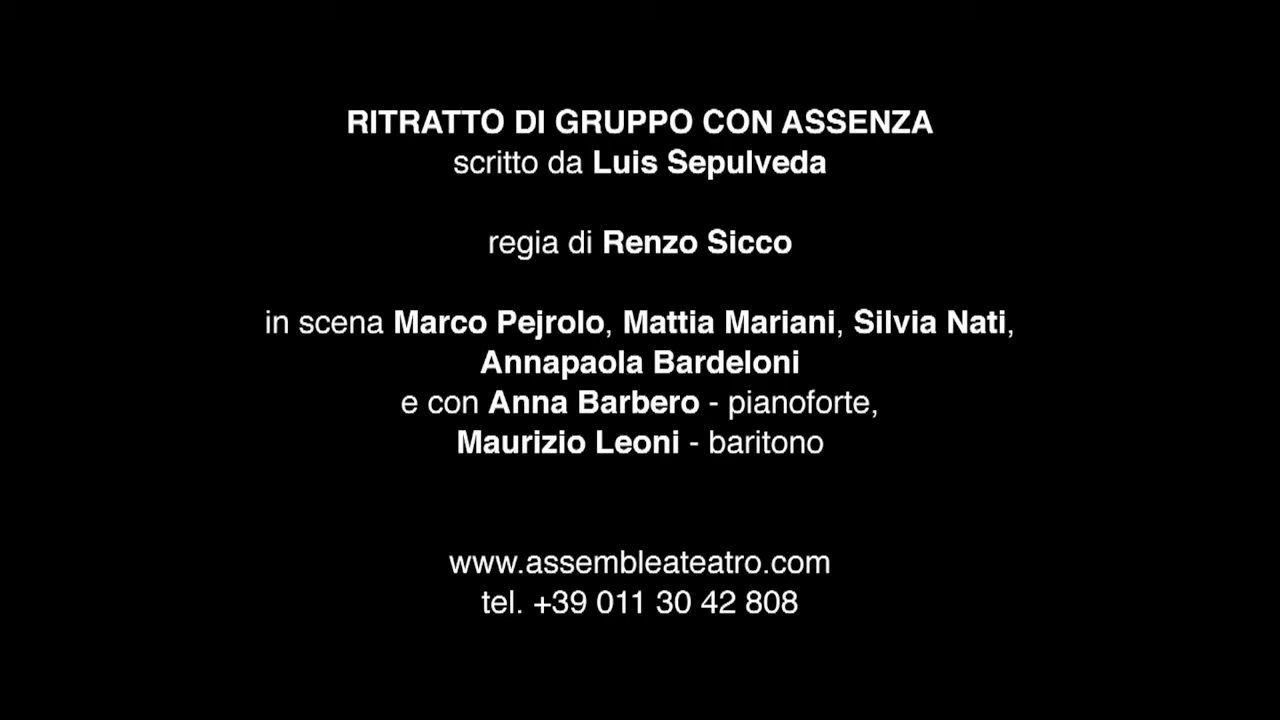 RITRATTO DI GRUPPO CON ASSENZA
scritto da Luis Sepulveda
regia di Renzo Sicco
in scena Marco Pejrolo, Mattia Mariani, Silvia Nati,
Annapaola Bardeloni
e con Anna Barbero - pianoforte,
Maurizio Leoni - baritono
www.assembleateatro.com
tel. +39 011 30 42 808